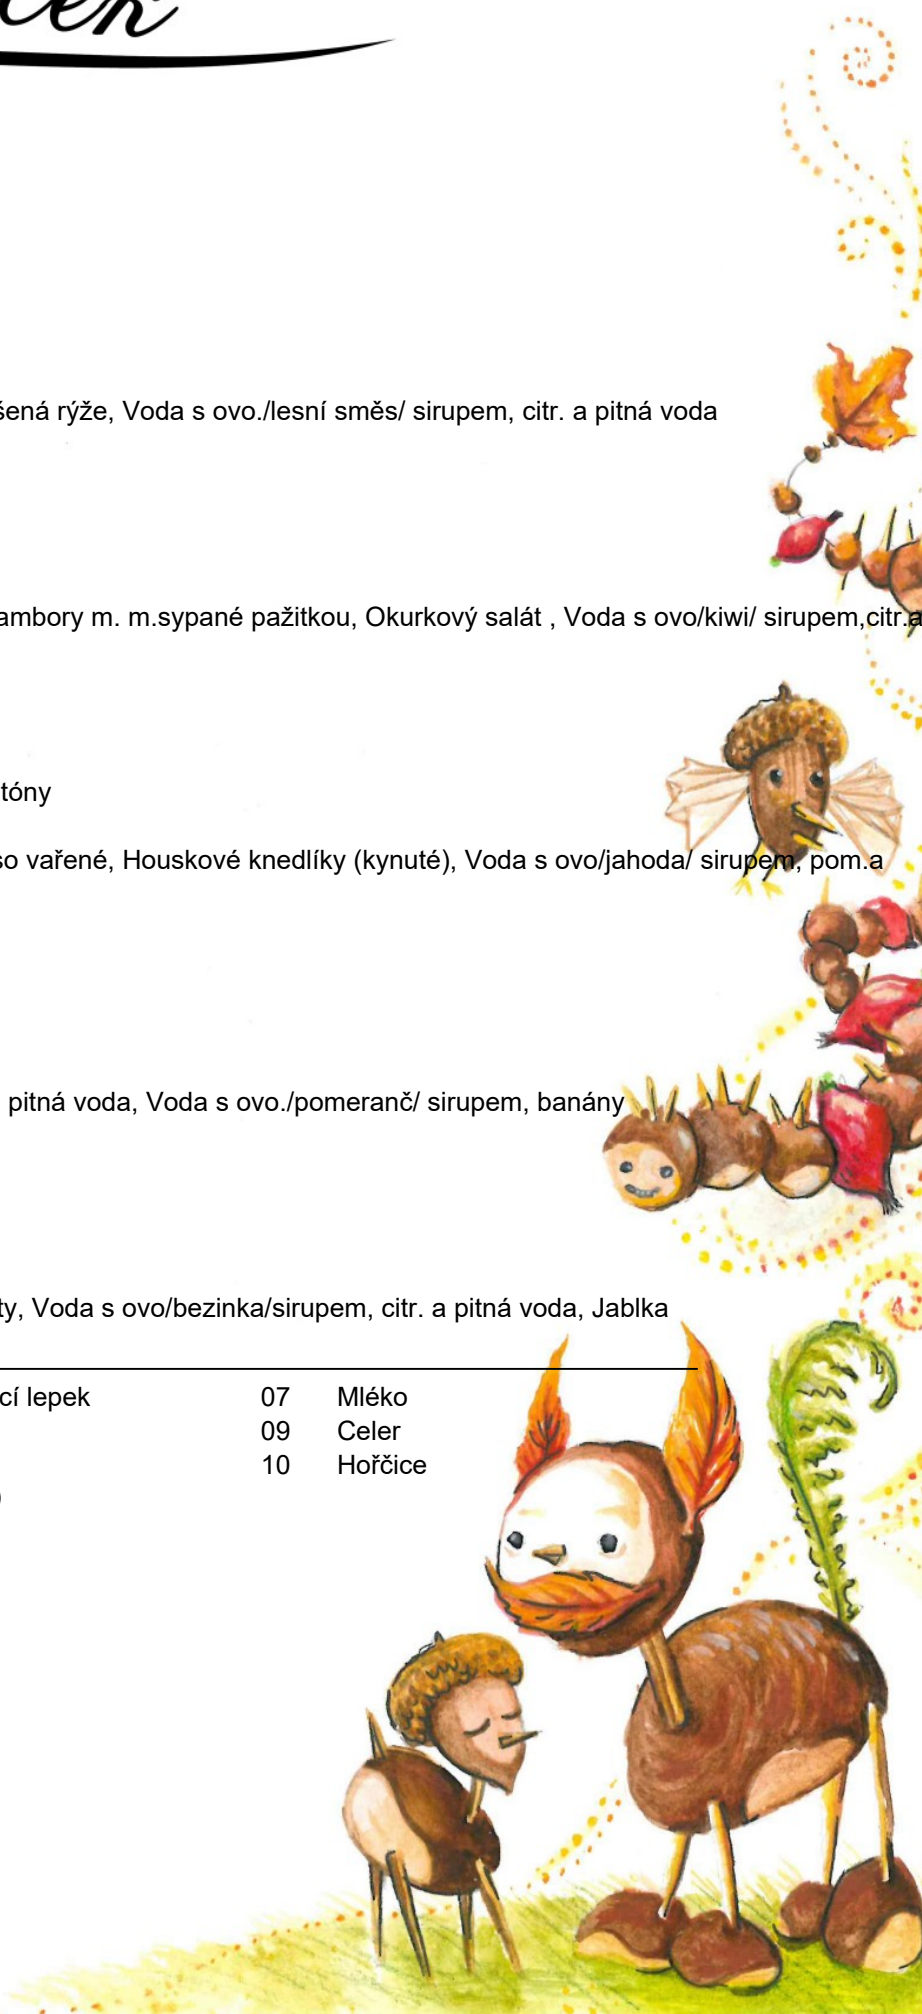 šená rýže, Voda s ovo./lesní směs/ sirupem, citr. a pitná voda
ambory m. m.sypané pažitkou, Okurkový salát , Voda s ovo/kiwi/ sirupem,citr.a
tóny
so vařené, Houskové knedlíky (kynuté), Voda s ovo/jahoda/ sirupem, pom.a
pitná voda, Voda s ovo./pomeranč/ sirupem, banány
ty, Voda s ovo/bezinka/sirupem, citr. a pitná voda, Jablka
cí lepek 07 Mléko
09 Celer
10 Hořčice
)